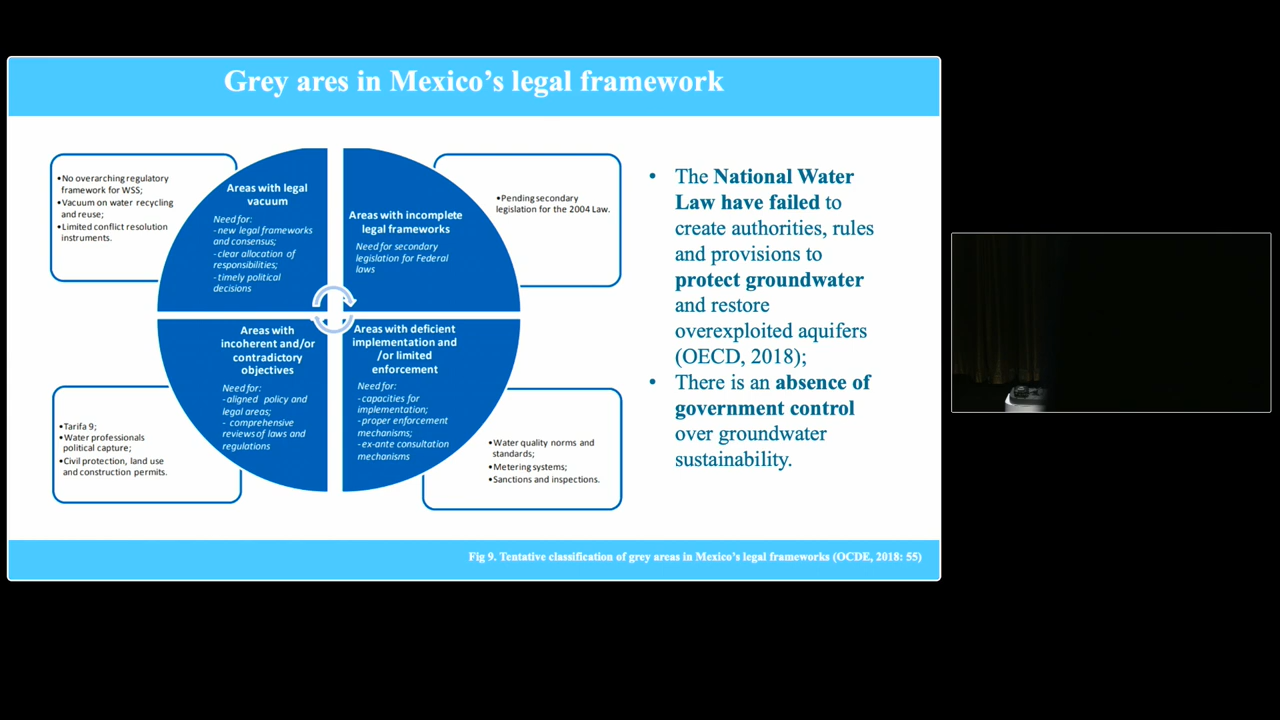 Grey ares in Mexico’s legal framework
•No overarching regulatory
framework for WSS;
•Vacuum on water recycling
and reuse;
•Limited conflict resolution
instruments.
Areas with legal
vacuum
Need for:
- new legal frameworks
and consensus;
- clear allocation of
responsibilities;
- timely political
decisions
Areas with incomplete
legal frameworks
Need for secondary
legislation for Federal
laws
•Pending secondary
legislation for the 2004 Law.
•Tarifa 9;
•Water professionals
political capture;
•Civil protection, land use
and construction permits.
Areas with
incoherent and/or
contradictory
objectives
Need for:
-aligned policy and
legal areas;
- comprehensive
reviews of laws and
regulations
Areas with deficient
implementation and
/or limited
enforcement
Need for:
-capacities for
implementation;
-proper enforcement
mechanisms;
-ex-ante consultation
mechanisms
•Water quality norms and
standards;
•Metering systems;
•Sanctions and inspections.
• The National Water
Law have failed to
create authorities, rules
and provisions to
protect groundwater
and restore
overexploited aquifers
(OECD, 2018);
• There is an absence of
government control
over groundwater
sustainability.
Fig 9. Tentative classification of grey areas in Mexico’s legal frameworks (OCDE, 2018: 55)